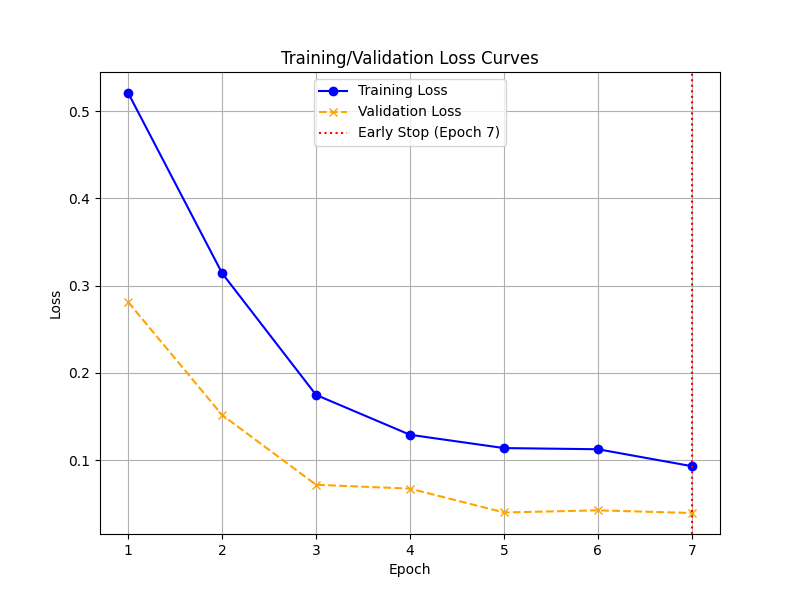 Training/Validation Loss Curves
Training Loss
Validation Loss
Early Stop (Epoch 7)
Loss
0.5
0.4
0.3
0.2
0.1
1 2 3 4 5 6 7
Epoch